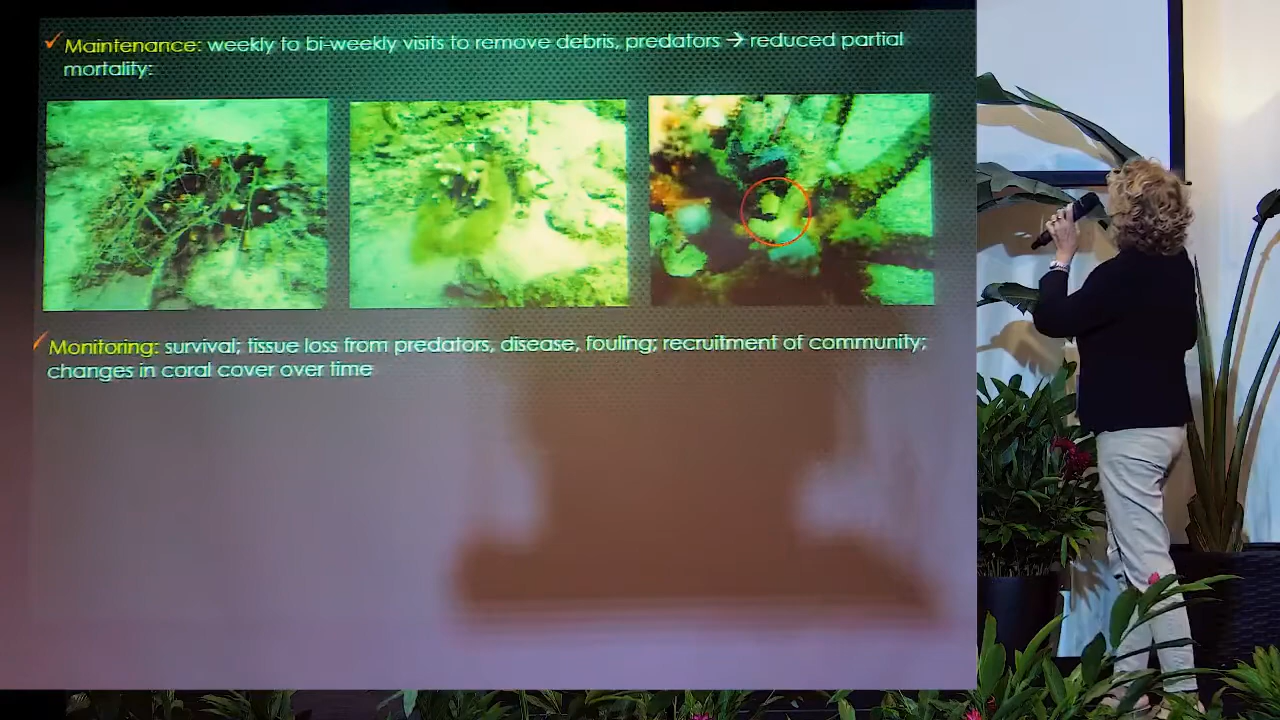 ✓ Maintenance: weekly to bi-weekly visits to remove debris, predators → reduced partial
mortality:
✓ Monitoring: survival; tissue loss from predators, disease, fouling; recruitment of community;
changes in coral cover over time